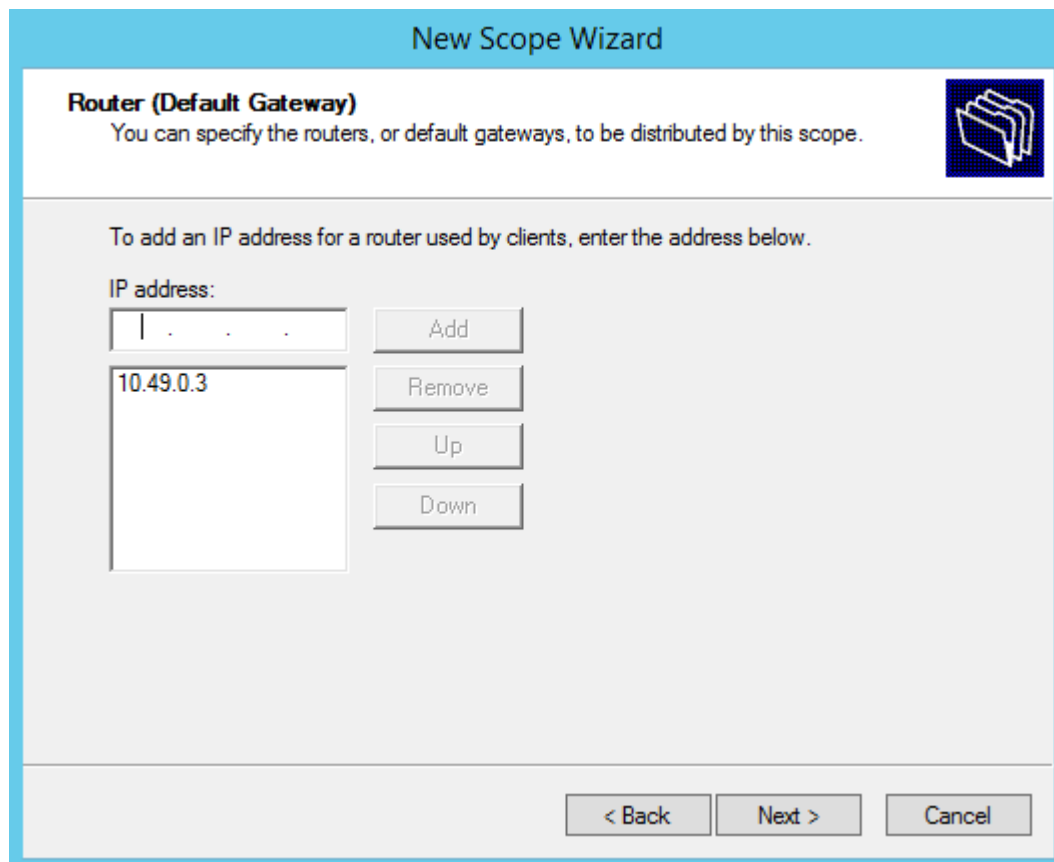 New Scope Wizard
Router (Default Gateway)
You can specify the routers, or default gateways, to be distributed by this scope.
To add an IP address for a router used by clients, enter the address below.
IP address:
. . .
Add
10.49.0.3
Remove
Up
Down
< Back
Next >
Cancel